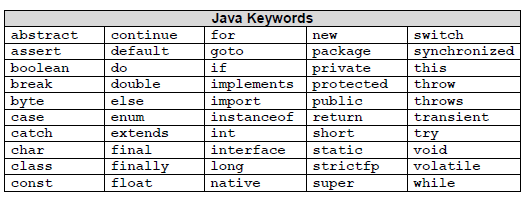 Java Keywords
abstract continue for new switch
assert default goto package synchronized
boolean do if private this
break double implements protected throw
byte else import public throws
case enum instanceof return transient
catch extends int short try
char final interface static void
class finally long strictfp volatile
const float native super while